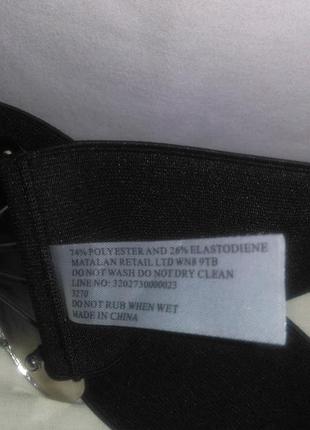 74% POLYESTER AND 26% ELASTODIENE
MATALAN RETAIL LTD WN8 9TB
DO NOT WASH DO NOT DRY CLEAN
LINE NO: 3202730000023
3270
DO NOT RUB WHEN WET
MADE IN CHINA